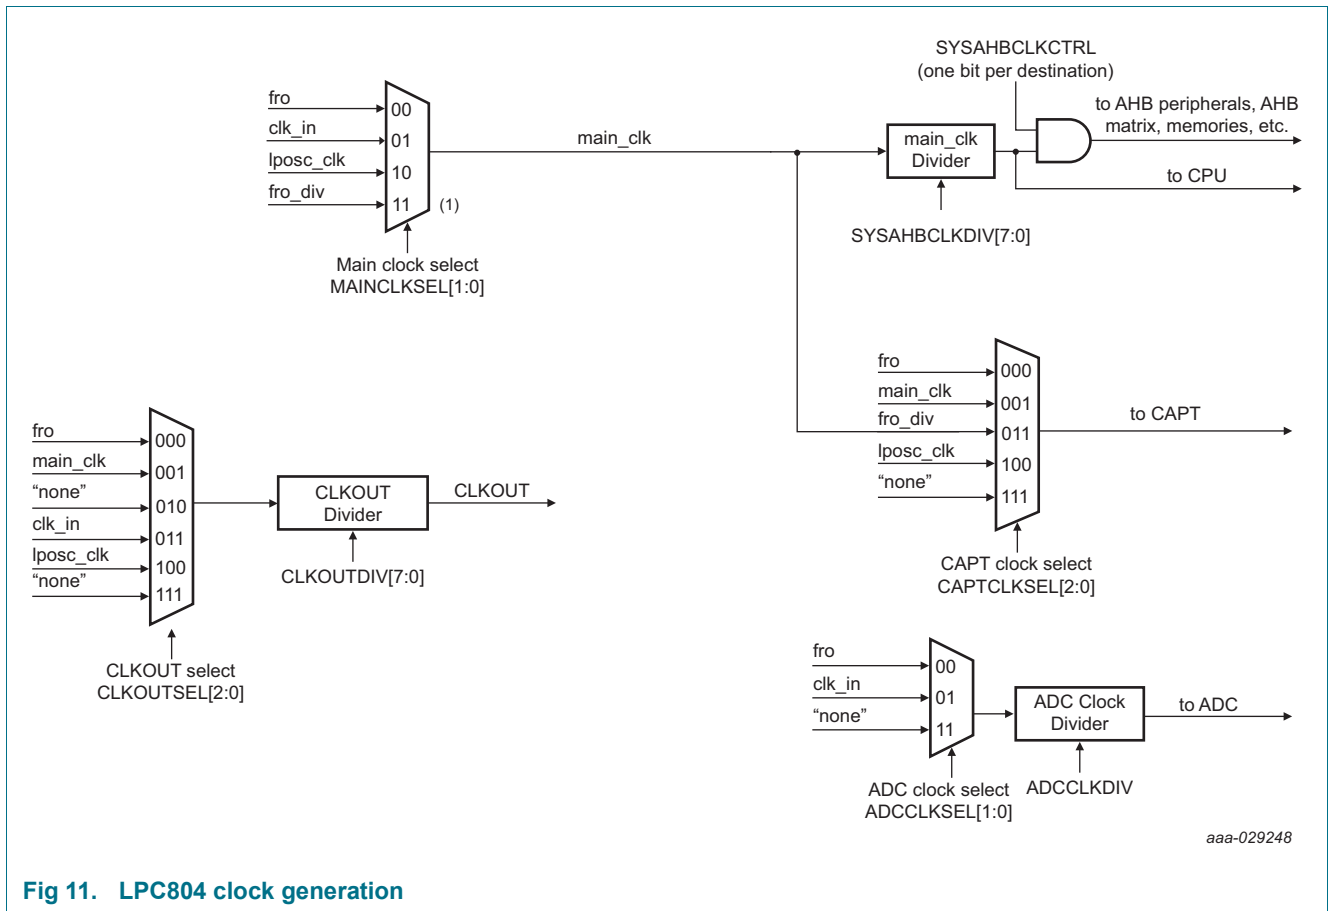 SYSAHBCLKCTRL
(one bit per destination)
fro
00
to AHB peripherals, AHB
matrix, memories, etc.
clk_in
01
main_clk
main_clk
Divider
lposc_clk
10
to CPU
fro_div
11
(1)
SYSAHBCLKDIV[7:0]
Main clock select
MAINCLKSEL[1:0]
fro
000
main_clk
001
fro_div
011
to CAPT
lposc_clk
100
"none"
111
CAPT clock select
CAPTCLKSEL[2:0]
fro
000
main_clk
001
“none”
010
clk_in
011
lposc_clk
100
“none”
111
CLKOUT
Divider
CLKOUT
CLKOUTDIV[7:0]
CLKOUT select
CLKOUTSEL[2:0]
fro
00
clk_in
01
“none”
11
ADC Clock
Divider
to ADC
ADC clock select
ADCCLKSEL[1:0]
ADCCLKDIV
aaa-029248
Fig 11. LPC804 clock generation